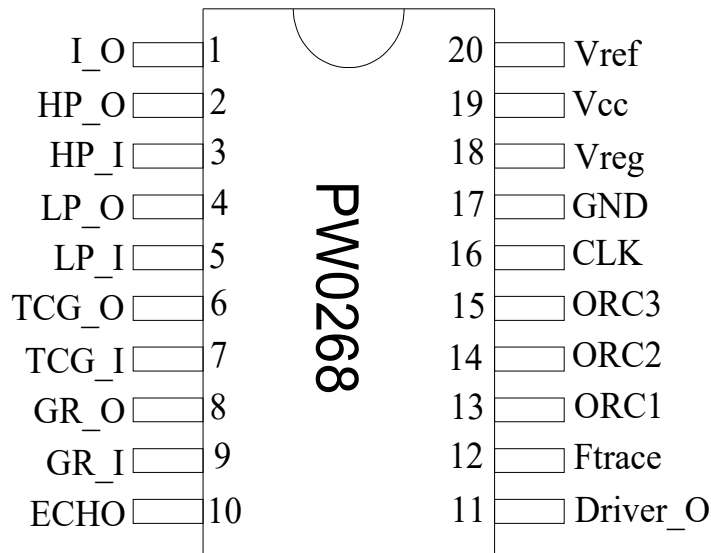 I_O 1 20 Vref
HP_O 2 19 Vcc
HP_I 3 18 Vreg
LP_O 4 17 GND
LP_I 5 16 CLK
TCG_O 6 15 ORC3
TCG_I 7 14 ORC2
GR_O 8 13 ORC1
GR_I 9 12 Ftrace
ECHO 10 11 Driver_O
PW0268